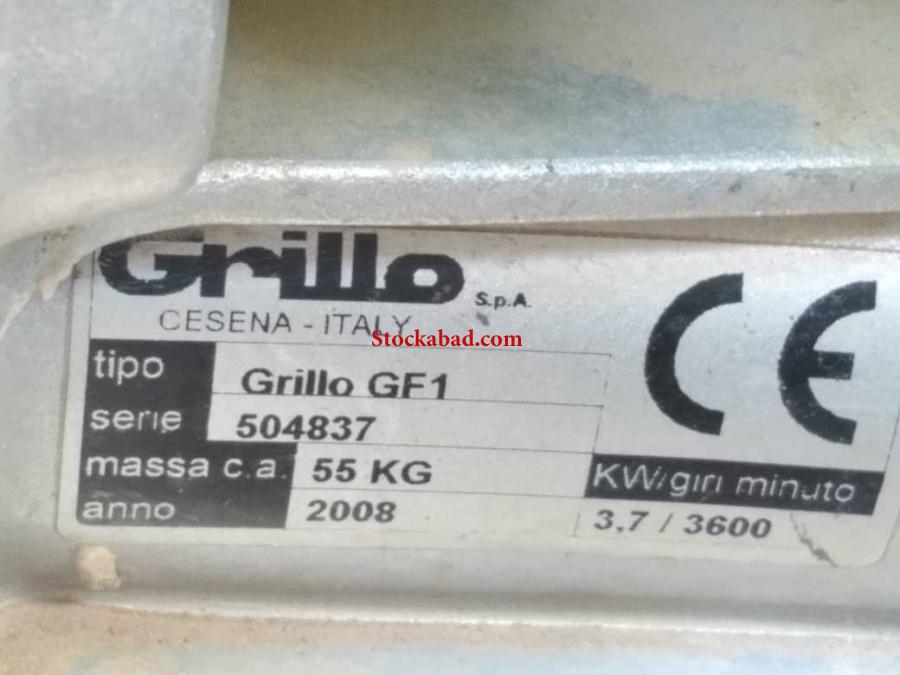 Grillo S.p.A.
CESENA - ITALY
Stockabad.com
CE
tipo Grillo GF1
serie 504837
massa c.a. 55 KG
KW/giri minuto
anno 2008
3,7 / 3600